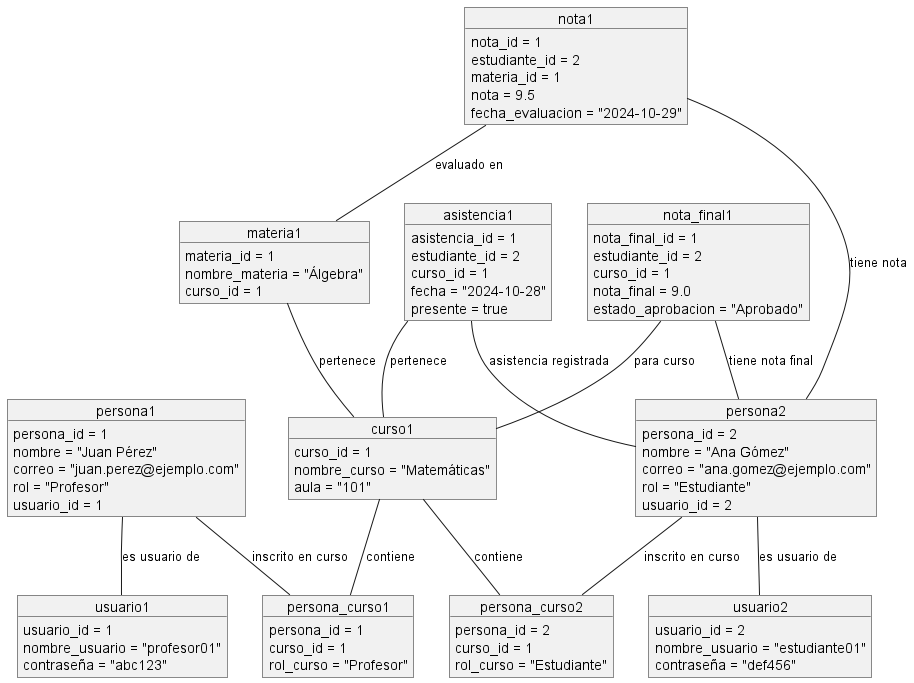 nota1
nota_id = 1
estudiante_id = 2
materia_id = 1
nota = 9.5
fecha_evaluacion = "2024-10-29"
evaluado en
tiene nota
materia1
materia_id = 1
nombre_materia = "Álgebra"
curso_id = 1
asistencia1
asistencia_id = 1
estudiante_id = 2
curso_id = 1
fecha = "2024-10-28"
presente = true
nota_final1
nota_final_id = 1
estudiante_id = 2
curso_id = 1
nota_final = 9.0
estado_aprobacion = "Aprobado"
pertenece
pertenece
asistencia registrada
para curso
tiene nota final
persona1
persona_id = 1
nombre = "Juan Pérez"
correo = "juan.perez@ejemplo.com"
rol = "Profesor"
usuario_id = 1
curso1
curso_id = 1
nombre_curso = "Matemáticas"
aula = "101"
persona2
persona_id = 2
nombre = "Ana Gómez"
correo = "ana.gomez@ejemplo.com"
rol = "Estudiante"
usuario_id = 2
es usuario de
inscrito en curso
contiene
contiene
inscrito en curso
es usuario de
usuario1
usuario_id = 1
nombre_usuario = "profesor01"
contraseña = "abc123"
persona_curso1
persona_id = 1
curso_id = 1
rol_curso = "Profesor"
persona_curso2
persona_id = 2
curso_id = 1
rol_curso = "Estudiante"
usuario2
usuario_id = 2
nombre_usuario = "estudiante01"
contraseña = "def456"